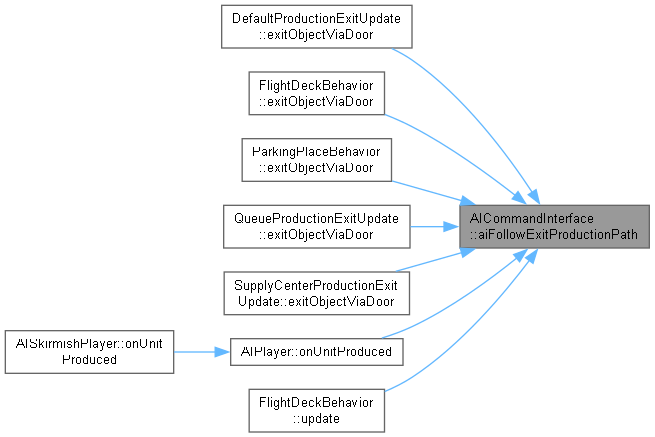 DefaultProductionExitUpdate
::exitObjectViaDoor
FlightDeckBehavior
::exitObjectViaDoor
ParkingPlaceBehavior
::exitObjectViaDoor
AICommandInterface
::aiFollowExitProductionPath
QueueProductionExitUpdate
::exitObjectViaDoor
SupplyCenterProductionExit
Update::exitObjectViaDoor
AISkirmishPlayer::onUnit
Produced
AIPlayer::onUnitProduced
FlightDeckBehavior
::update